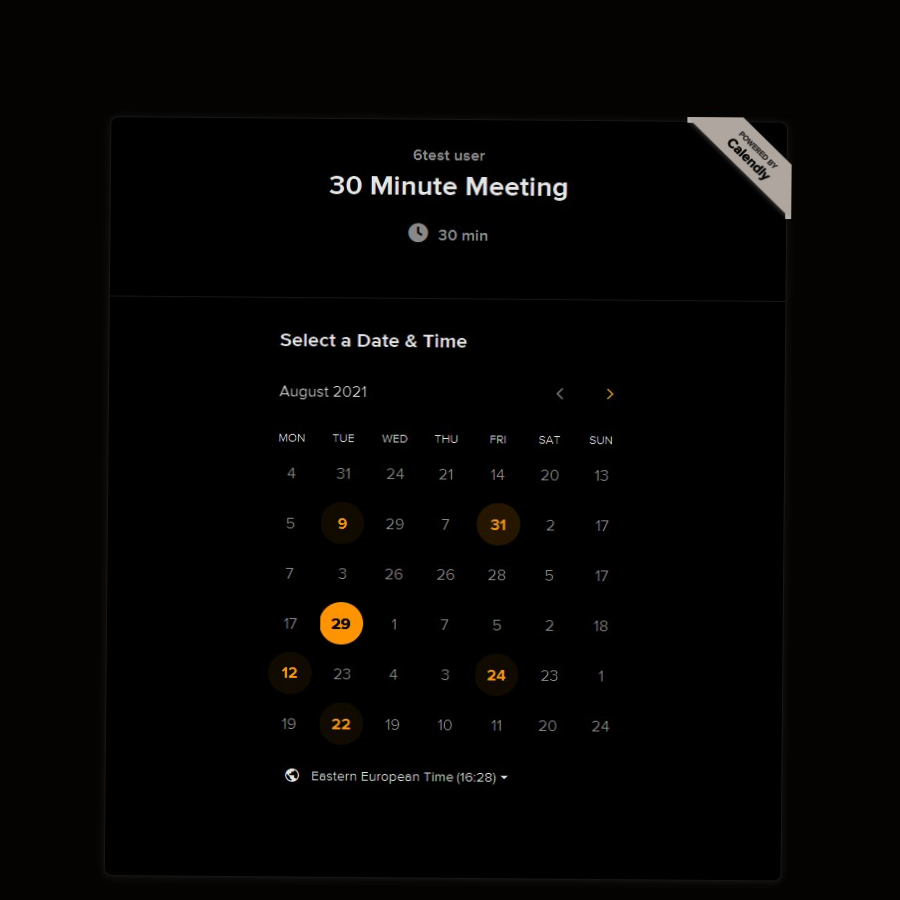 POWERED BY
Calendly
6test user
30 Minute Meeting
30 min
Select a Date & Time
August 2021
MON TUE WED THU FRI SAT SUN
4 31 24 21 14 20 13
5 9 29 7 31 2 17
7 3 26 26 28 5 17
17 29 1 7 5 2 18
12 23 4 3 24 23 1
19 22 19 10 11 20 24
Eastern European Time (16:28)